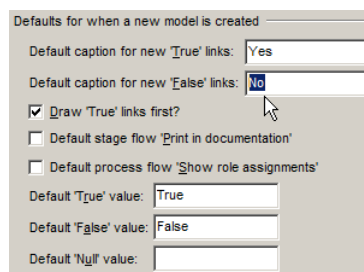 Defaults for when a new model is created
Default caption for new 'True' links: Yes
Default caption for new 'False' links: No
Draw 'True' links first?
Default stage flow 'Print in documentation'
Default process flow 'Show role assignments'
Default 'True' value: True
Default 'False' value: False
Default 'Null' value: